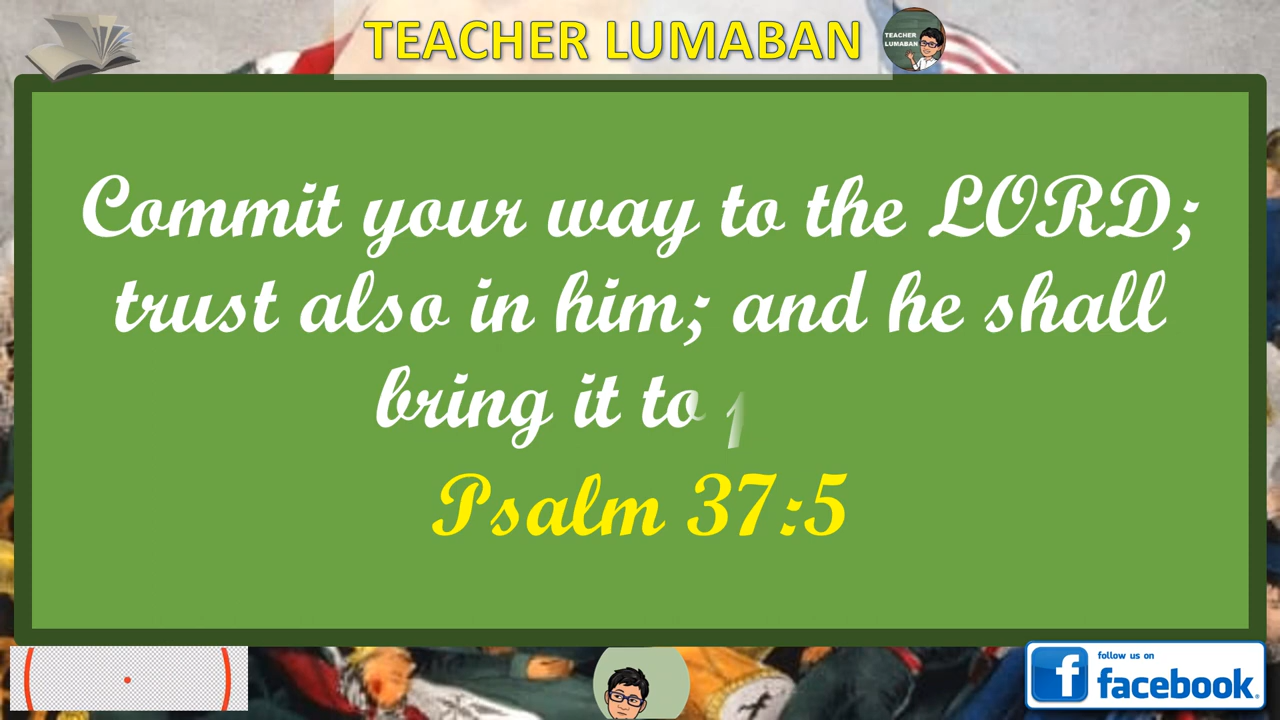 TEACHER LUMABAN
TEACHER
LUMABAN
Commit your way to the LORD;
trust also in him; and he shall
bring it to
Psalm 37:5
follow us on
facebook